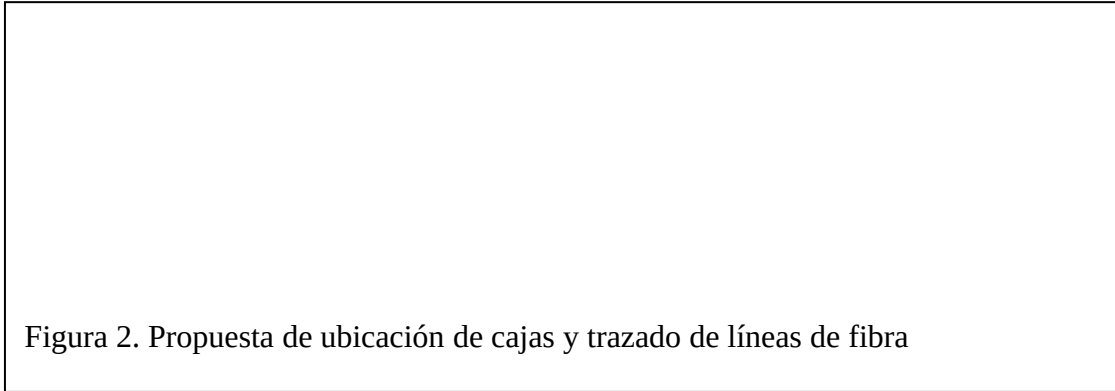 Figura 2. Propuesta de ubicación de cajas y trazado de líneas de fibra